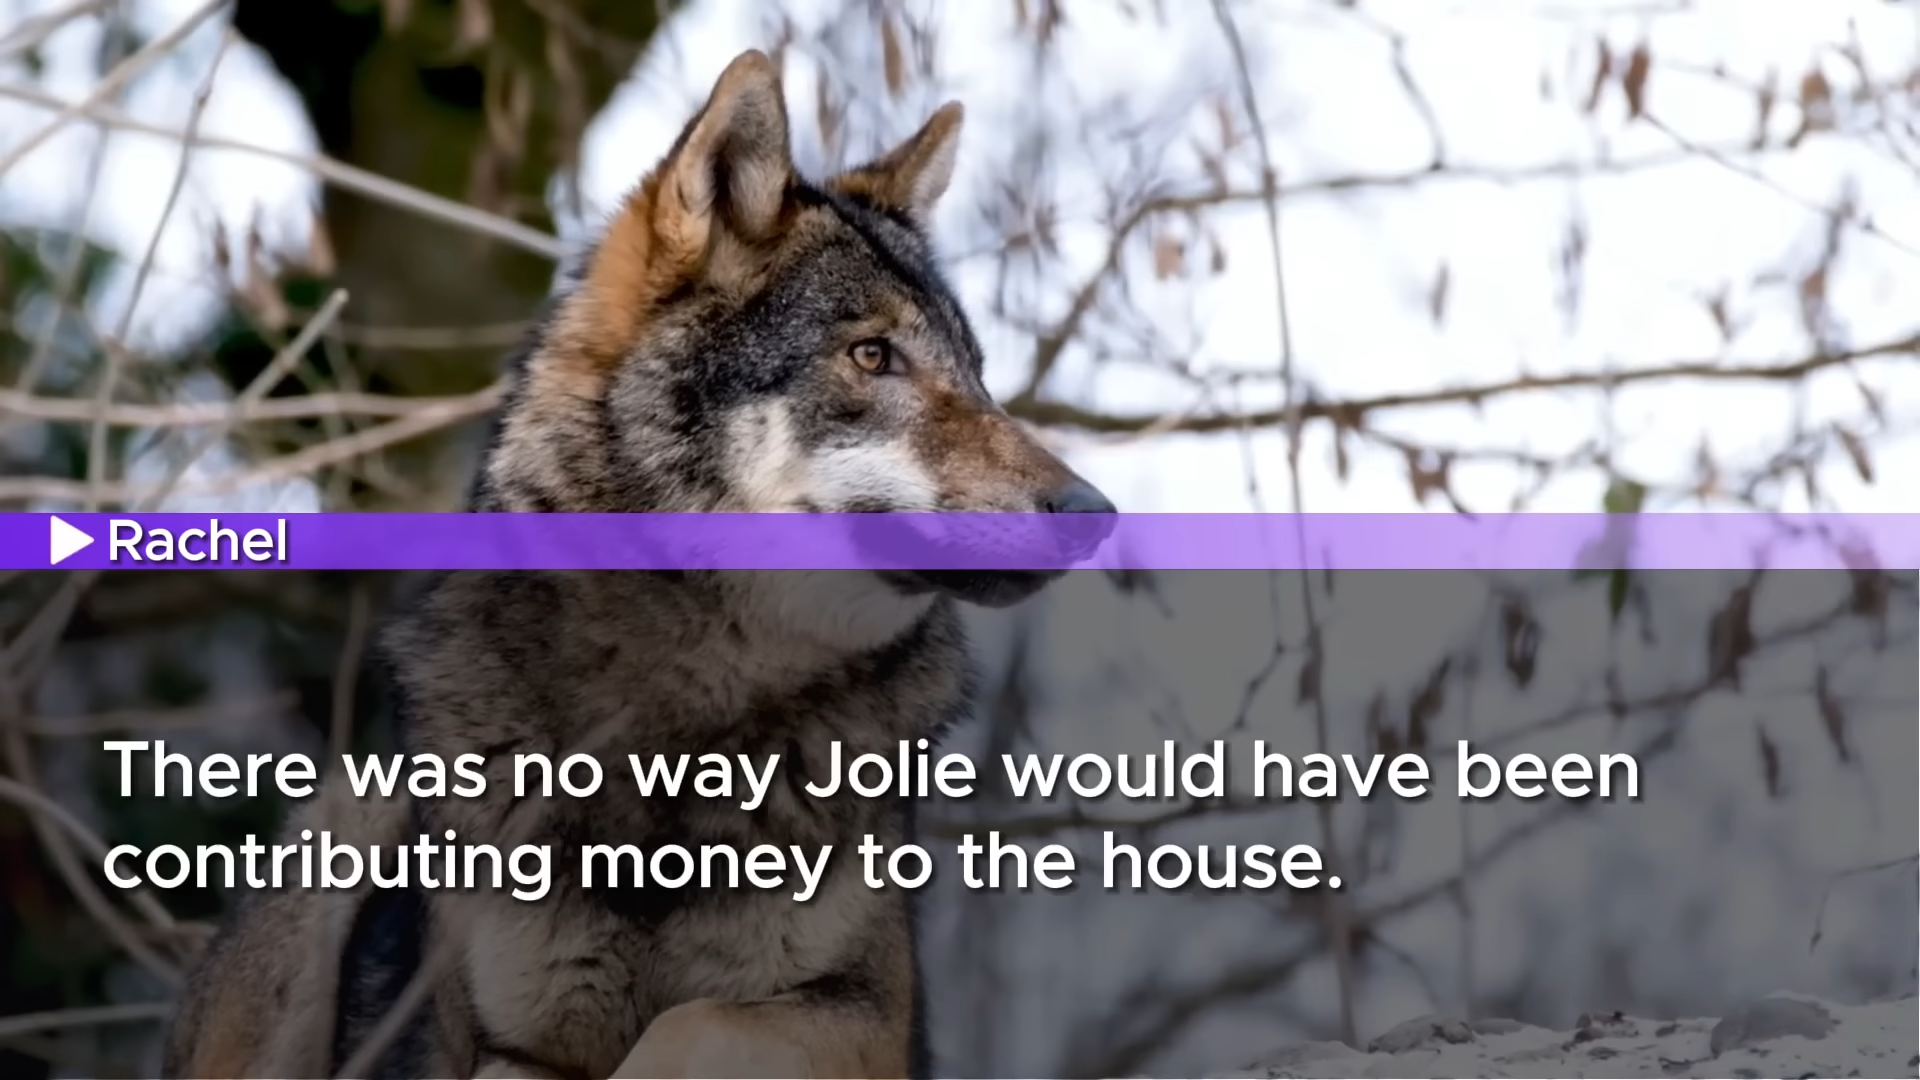 Rachel
There was no way Jolie would have been
contributing money to the house.